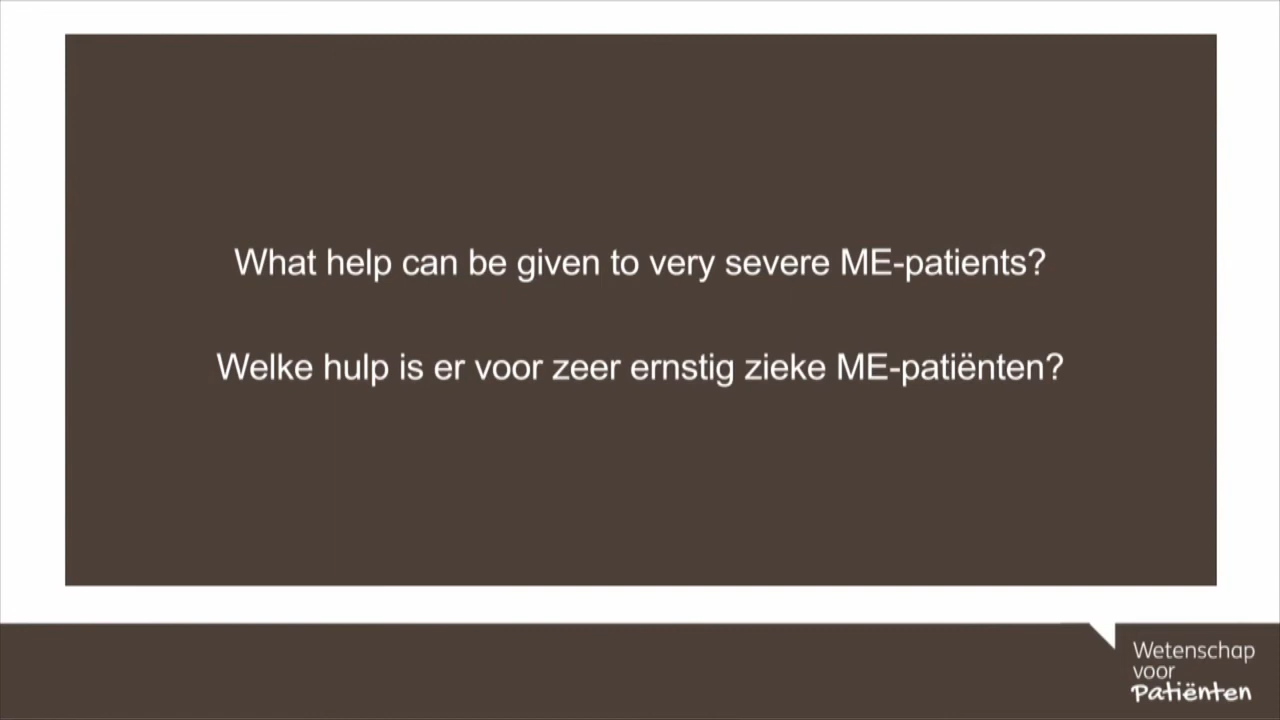 What help can be given to very severe ME-patients?
Welke hulp is er voor zeer ernstig zieke ME-patiënten?
Wetenschap
voor
Patiënten